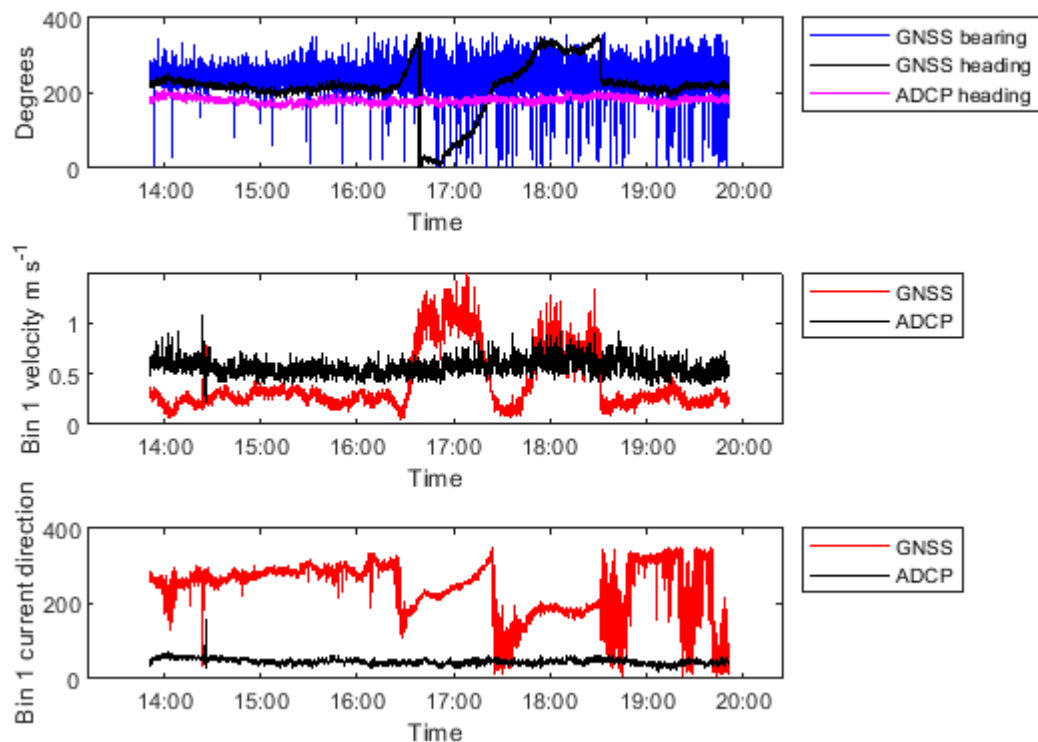 400
200
0
Degrees
14:00 15:00 16:00 17:00 18:00 19:00 20:00
Time
GNSS bearing
GNSS heading
ADCP heading
1
0.5
0
Bin 1 velocity m s⁻¹
14:00 15:00 16:00 17:00 18:00 19:00 20:00
Time
GNSS
ADCP
400
200
0
Bin 1 current direction
14:00 15:00 16:00 17:00 18:00 19:00 20:00
Time
GNSS
ADCP